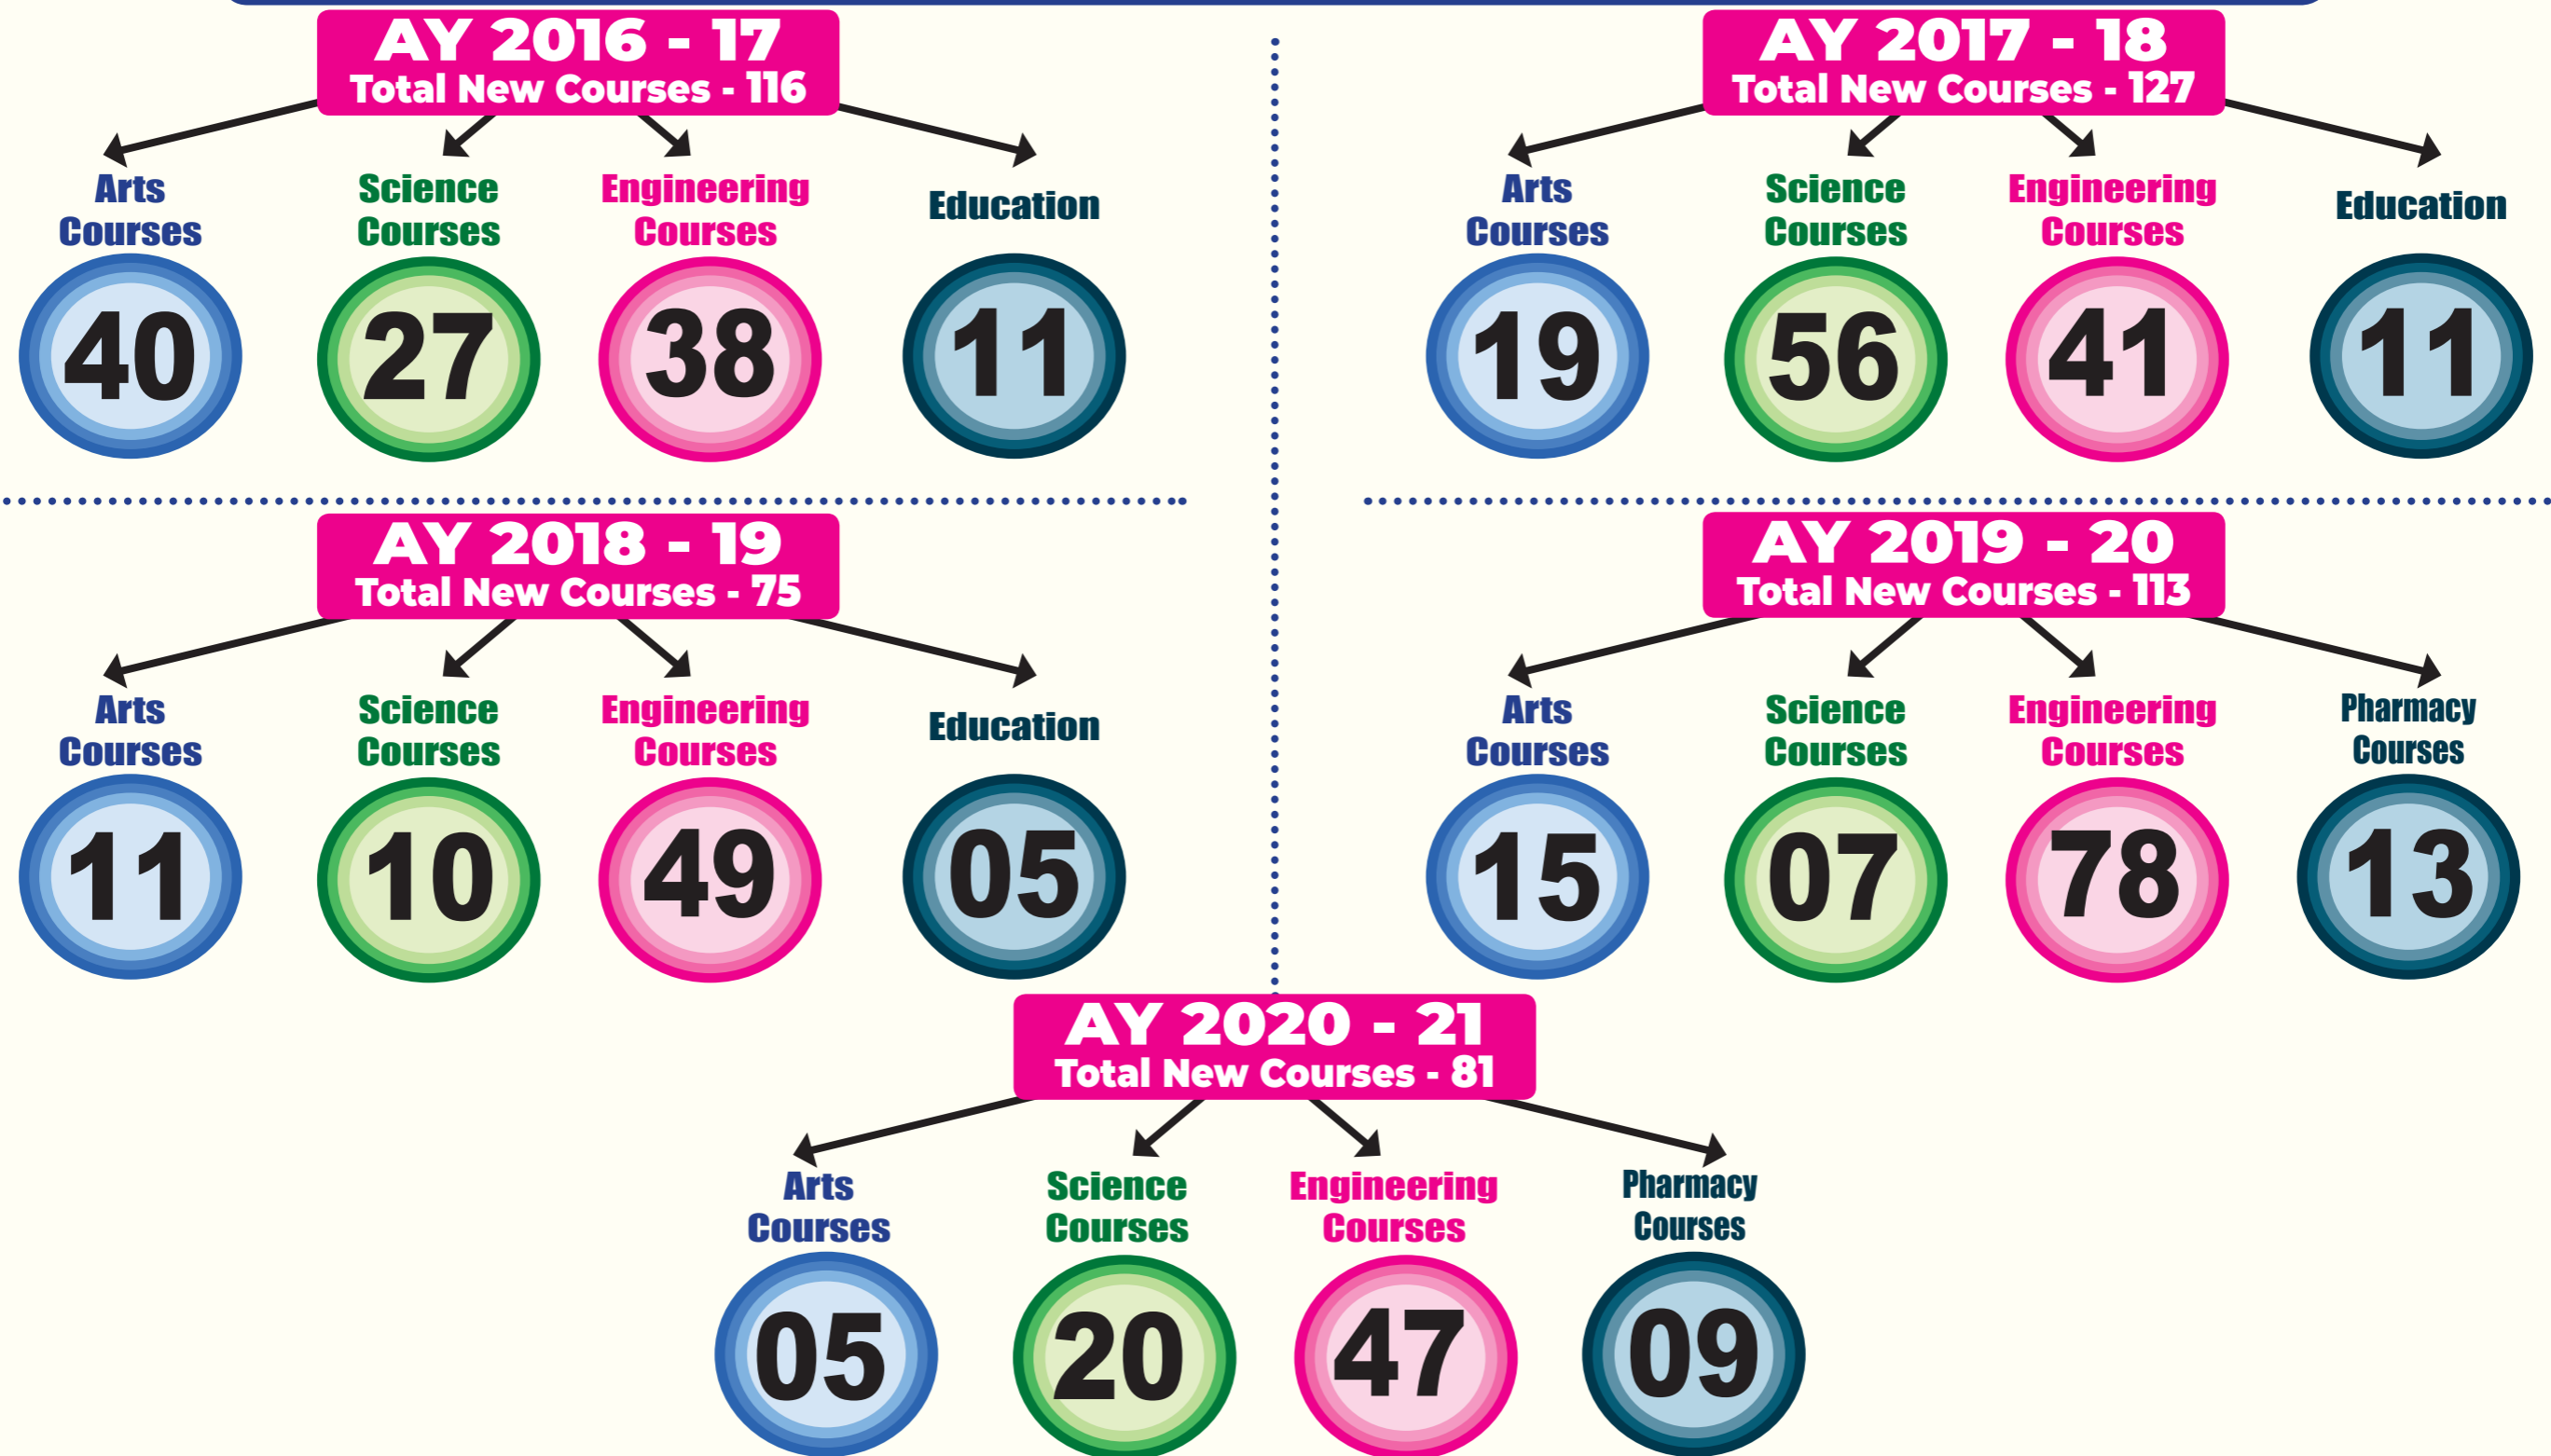 AY 2016 - 17
Total New Courses - 116
Arts
Courses
40
Science
Courses
27
Engineering
Courses
38
Education
11
AY 2017 - 18
Total New Courses - 127
Arts
Courses
19
Science
Courses
56
Engineering
Courses
41
Education
11
AY 2018 - 19
Total New Courses - 75
Arts
Courses
11
Science
Courses
10
Engineering
Courses
49
Education
05
AY 2019 - 20
Total New Courses - 113
Arts
Courses
15
Science
Courses
07
Engineering
Courses
78
Pharmacy
Courses
13
AY 2020 - 21
Total New Courses - 81
Arts
Courses
05
Science
Courses
20
Engineering
Courses
47
Pharmacy
Courses
09